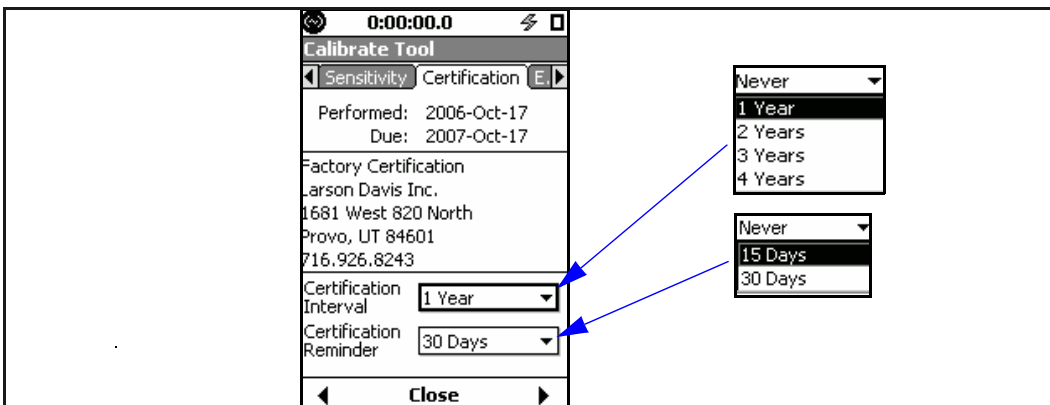 0:00:00.0
Calibrate Tool
Sensitivity Certification E.
Performed: 2006-Oct-17
Due: 2007-Oct-17
Factory Certification
Larson Davis Inc.
1681 West 820 North
Provo, UT 84601
716.926.8243
Certification Interval 1 Year
Certification Reminder 30 Days
Close
Never
1 Year
2 Years
3 Years
4 Years
Never
15 Days
30 Days